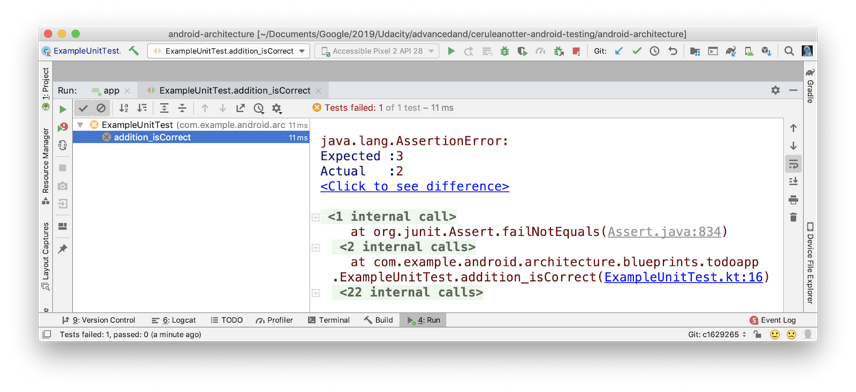 android-architecture [~/Documents/Google/2019/Udacity/advancedand/ceruleanotter-android-testing/android-architecture]
ExampleUnitTest.
ExampleUnitTest.addition_isCorrect
Accessible Pixel 2 API 28
Git:
Run:
app
ExampleUnitTest.addition_isCorrect
Tests failed: 1 of 1 test – 11 ms
ExampleUnitTest (com.example.android.arc 11 ms
addition_isCorrect 11 ms
java.lang.AssertionError:
Expected :3
Actual :2
<Click to see difference>
<1 internal call>
at org.junit.Assert.failNotEquals(Assert.java:834)
<2 internal calls>
at com.example.android.architecture.blueprints.todoapp
.ExampleUnitTest.addition_isCorrect(ExampleUnitTest.kt:16)
<22 internal calls>
1: Project
Resource Manager
Layout Captures
Gradle
Device File Explorer
9: Version Control
6: Logcat
TODO
Profiler
Terminal
Build
4: Run
5 Event Log
Tests failed: 1, passed: 0 (a minute ago)
Git: c1629265